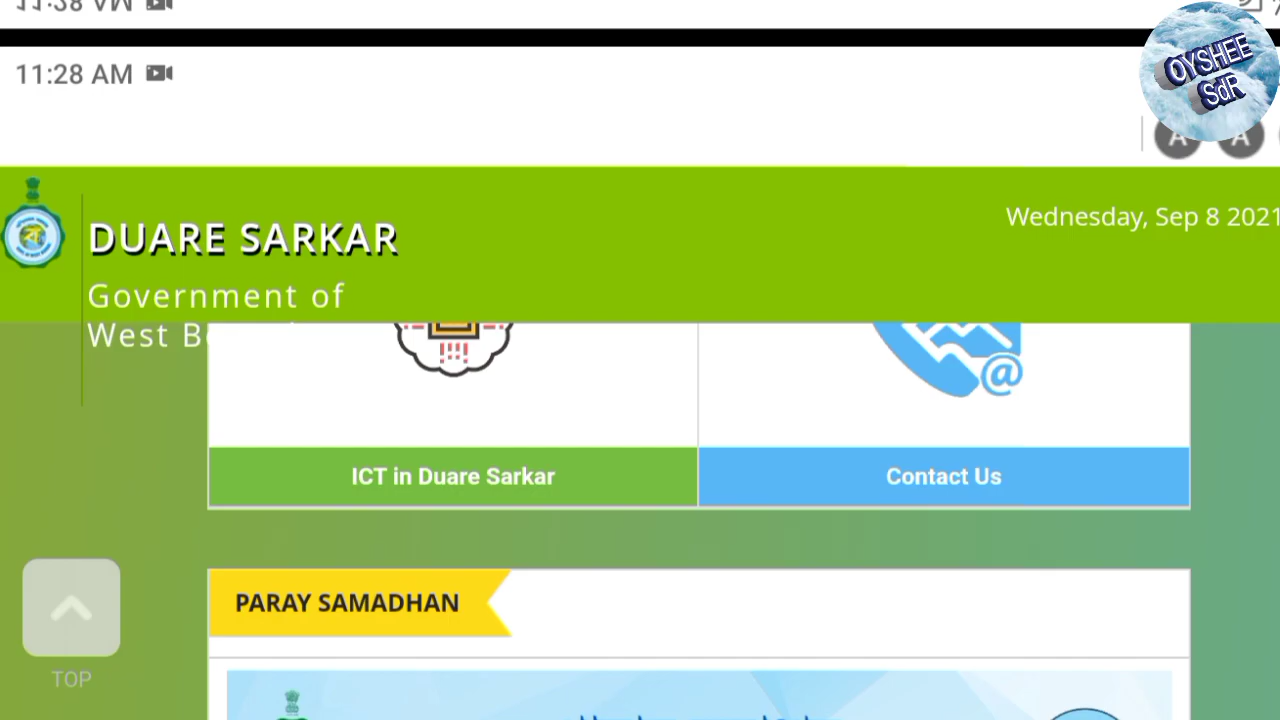 11:28 AM
OYSHEE
SdR
A A
Wednesday, Sep 8 2021
DUARE SARKAR
Government of
West
@
ICT in Duare Sarkar
Contact Us
PARAY SAMADHAN
TOP